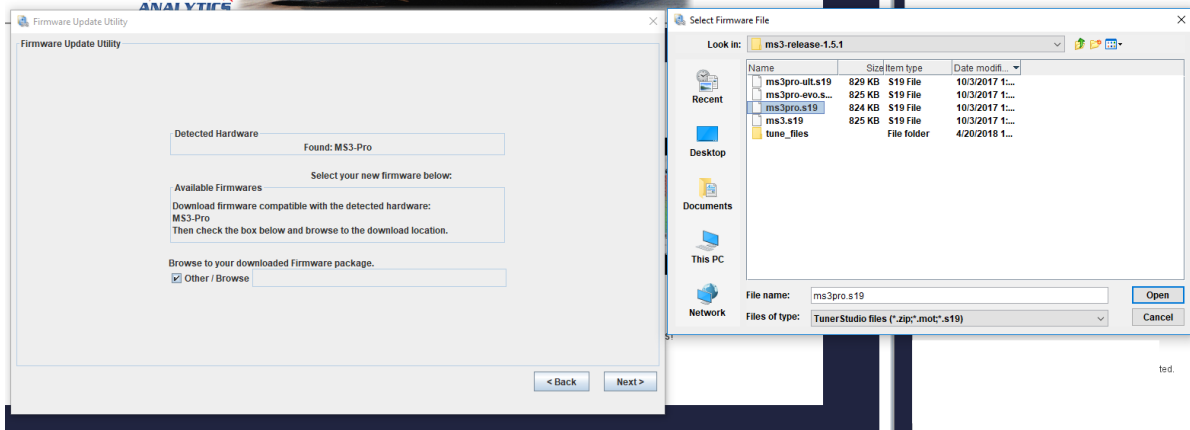 ANALYTICS
Firmware Update Utility
Firmware Update Utility
Detected Hardware
Found: MS3-Pro
Select your new firmware below:
Available Firmwares
Download firmware compatible with the detected hardware:
MS3-Pro
Then check the box below and browse to the download location.
Browse to your downloaded Firmware package.
Other / Browse
< Back Next >
Select Firmware File
Look in: ms3-release-1.5.1
Name Size Item type Date modifi...
ms3pro-ult.s19 829 KB S19 File 10/3/2017 1:...
ms3pro-evo.s... 825 KB S19 File 10/3/2017 1:...
ms3pro.s19 824 KB S19 File 10/3/2017 1:...
ms3.s19 825 KB S19 File 10/3/2017 1:...
tune_files File folder 4/20/2018 1...
Recent
Desktop
Documents
This PC
Network
File name: ms3pro.s19 Open
Files of type: TunerStudio files (*.zip;*.mot;*.s19) Cancel
ted.